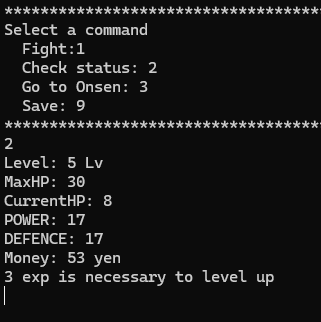 ***********************************
Select a command
  Fight:1
  Check status: 2
  Go to Onsen: 3
  Save: 9
***********************************
2
Level: 5 Lv
MaxHP: 30
CurrentHP: 8
POWER: 17
DEFENCE: 17
Money: 53 yen
3 exp is necessary to level up